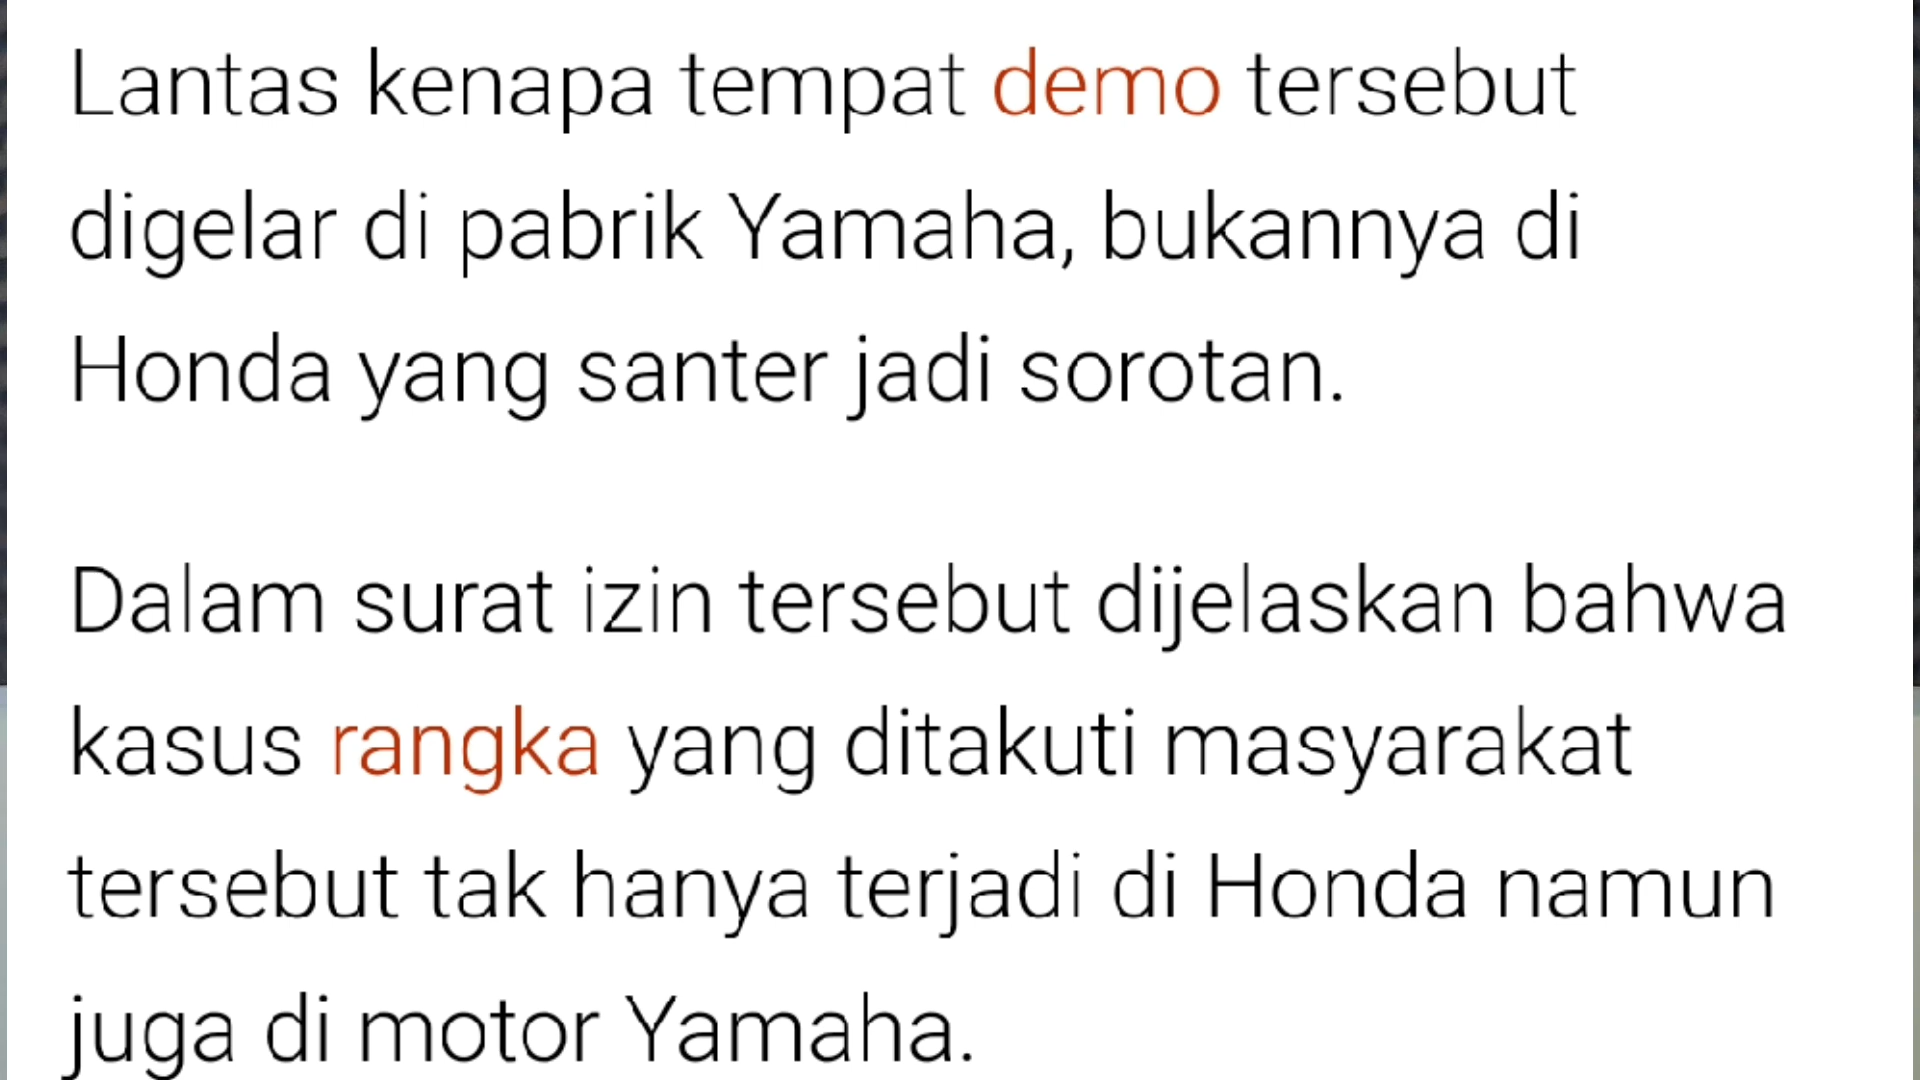 Lantas kenapa tempat demo tersebut
digelar di pabrik Yamaha, bukannya di
Honda yang santer jadi sorotan.
Dalam surat izin tersebut dijelaskan bahwa
kasus rangka yang ditakuti masyarakat
tersebut tak hanya terjadi di Honda namun
juga di motor Yamaha.